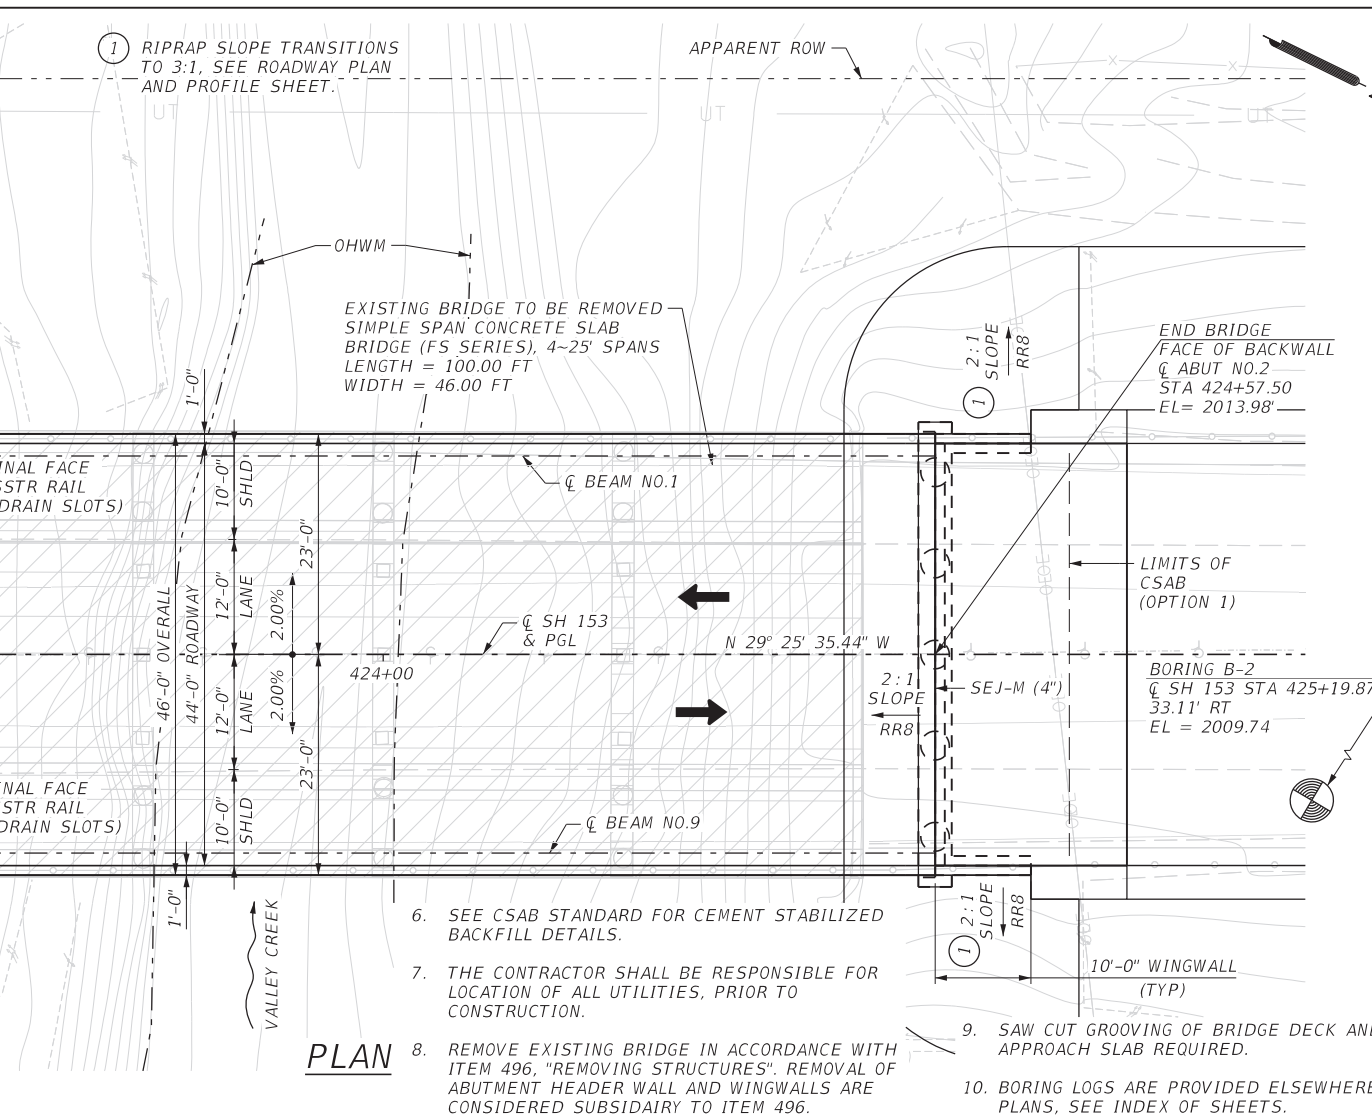 1 RIPRAP SLOPE TRANSITIONS
TO 3:1, SEE ROADWAY PLAN
AND PROFILE SHEET.
APPARENT ROW
UT
UT
UT
OHWM
EXISTING BRIDGE TO BE REMOVED
SIMPLE SPAN CONCRETE SLAB
BRIDGE (FS SERIES), 4~25' SPANS
LENGTH = 100.00 FT
WIDTH = 46.00 FT
2:1
SLOPE
RR8
1
END BRIDGE
FACE OF BACKWALL
℄ ABUT NO.2
STA 424+57.50
EL= 2013.98'
1'-0"
INAL FACE
SSTR RAIL
DRAIN SLOTS)
10'-0"
SHLD
℄ BEAM NO.1
23'-0"
12'-0"
LANE
2.00%
LIMITS OF
CSAB
(OPTION 1)
46'-0" OVERALL
44'-0" ROADWAY
℄ SH 153
& PGL
N 29° 25' 35.44" W
424+00
12'-0"
LANE
2.00%
23'-0"
2:1
SLOPE
RR8
SEJ-M (4")
BORING B-2
℄ SH 153 STA 425+19.87
33.11' RT
EL = 2009.74
NAL FACE
STR RAIL
DRAIN SLOTS)
10'-0"
SHLD
℄ BEAM NO.9
1'-0"
VALLEY CREEK
2:1
SLOPE
RR8
1
10'-0" WINGWALL
(TYP)
PLAN
6. SEE CSAB STANDARD FOR CEMENT STABILIZED
BACKFILL DETAILS.
7. THE CONTRACTOR SHALL BE RESPONSIBLE FOR
LOCATION OF ALL UTILITIES, PRIOR TO
CONSTRUCTION.
8. REMOVE EXISTING BRIDGE IN ACCORDANCE WITH
ITEM 496, "REMOVING STRUCTURES". REMOVAL OF
ABUTMENT HEADER WALL AND WINGWALLS ARE
CONSIDERED SUBSIDAIRY TO ITEM 496.
9. SAW CUT GROOVING OF BRIDGE DECK AN
APPROACH SLAB REQUIRED.
10. BORING LOGS ARE PROVIDED ELSEWHERE
PLANS, SEE INDEX OF SHEETS.